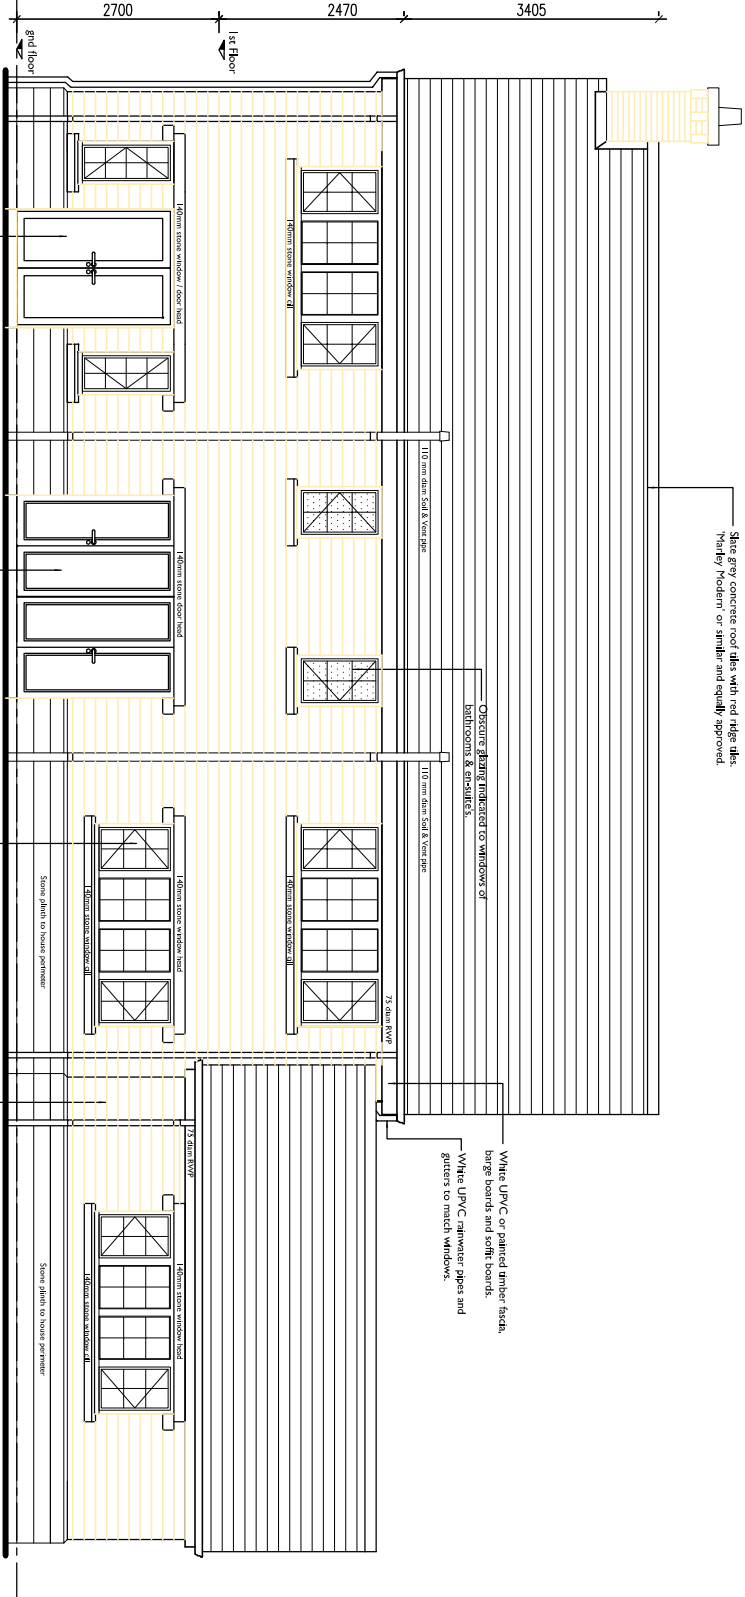 2700
2470
3405
gnd floor
1st Floor
Slate grey concrete roof tiles with red ridge tiles.
'Marley Modern' or similar and equally approved.
140mm stone window / door head
140mm stone window cill
110 mm diam Soil & Vent pipe
140mm stone door head
Obscure glazing indicated to windows of
bathrooms & en-suite's.
110 mm diam Soil & Vent pipe
140mm stone window head
140mm stone window cill
140mm stone window cill
Stone plinth to house perimeter
75 diam RWP
White UPVC or painted timber fascia,
barge boards and soffit boards.
White UPVC rainwater pipes and
gutters to match windows.
75 diam RWP
140mm stone window head
140mm stone window cill
Stone plinth to house perimeter